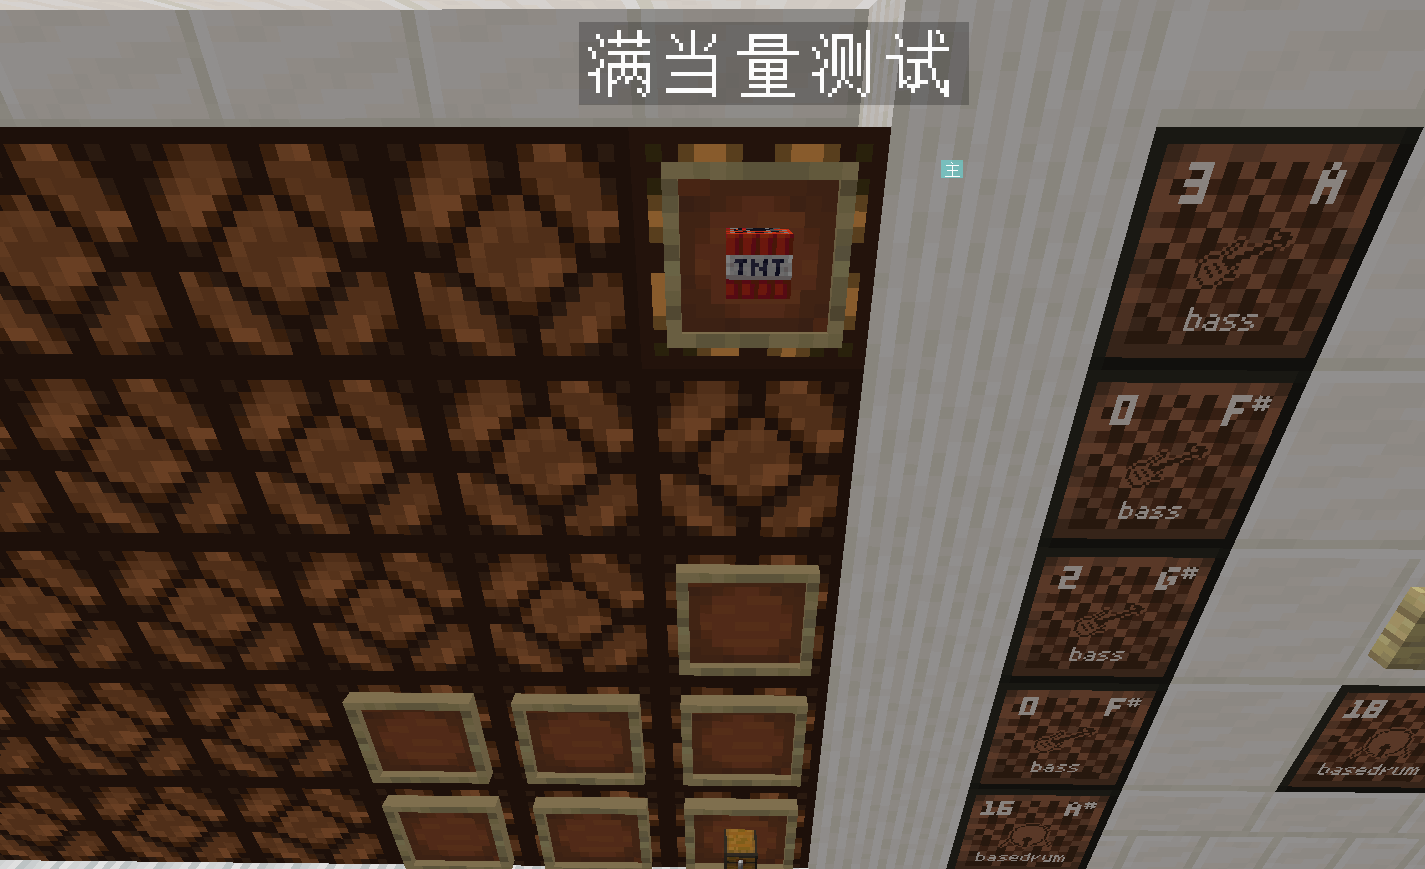 满当量测试
主
TNT
3 A
bass
0 F#
bass
2 G#
bass
0 F#
bass
16 A#
basedrum
18
basedrum